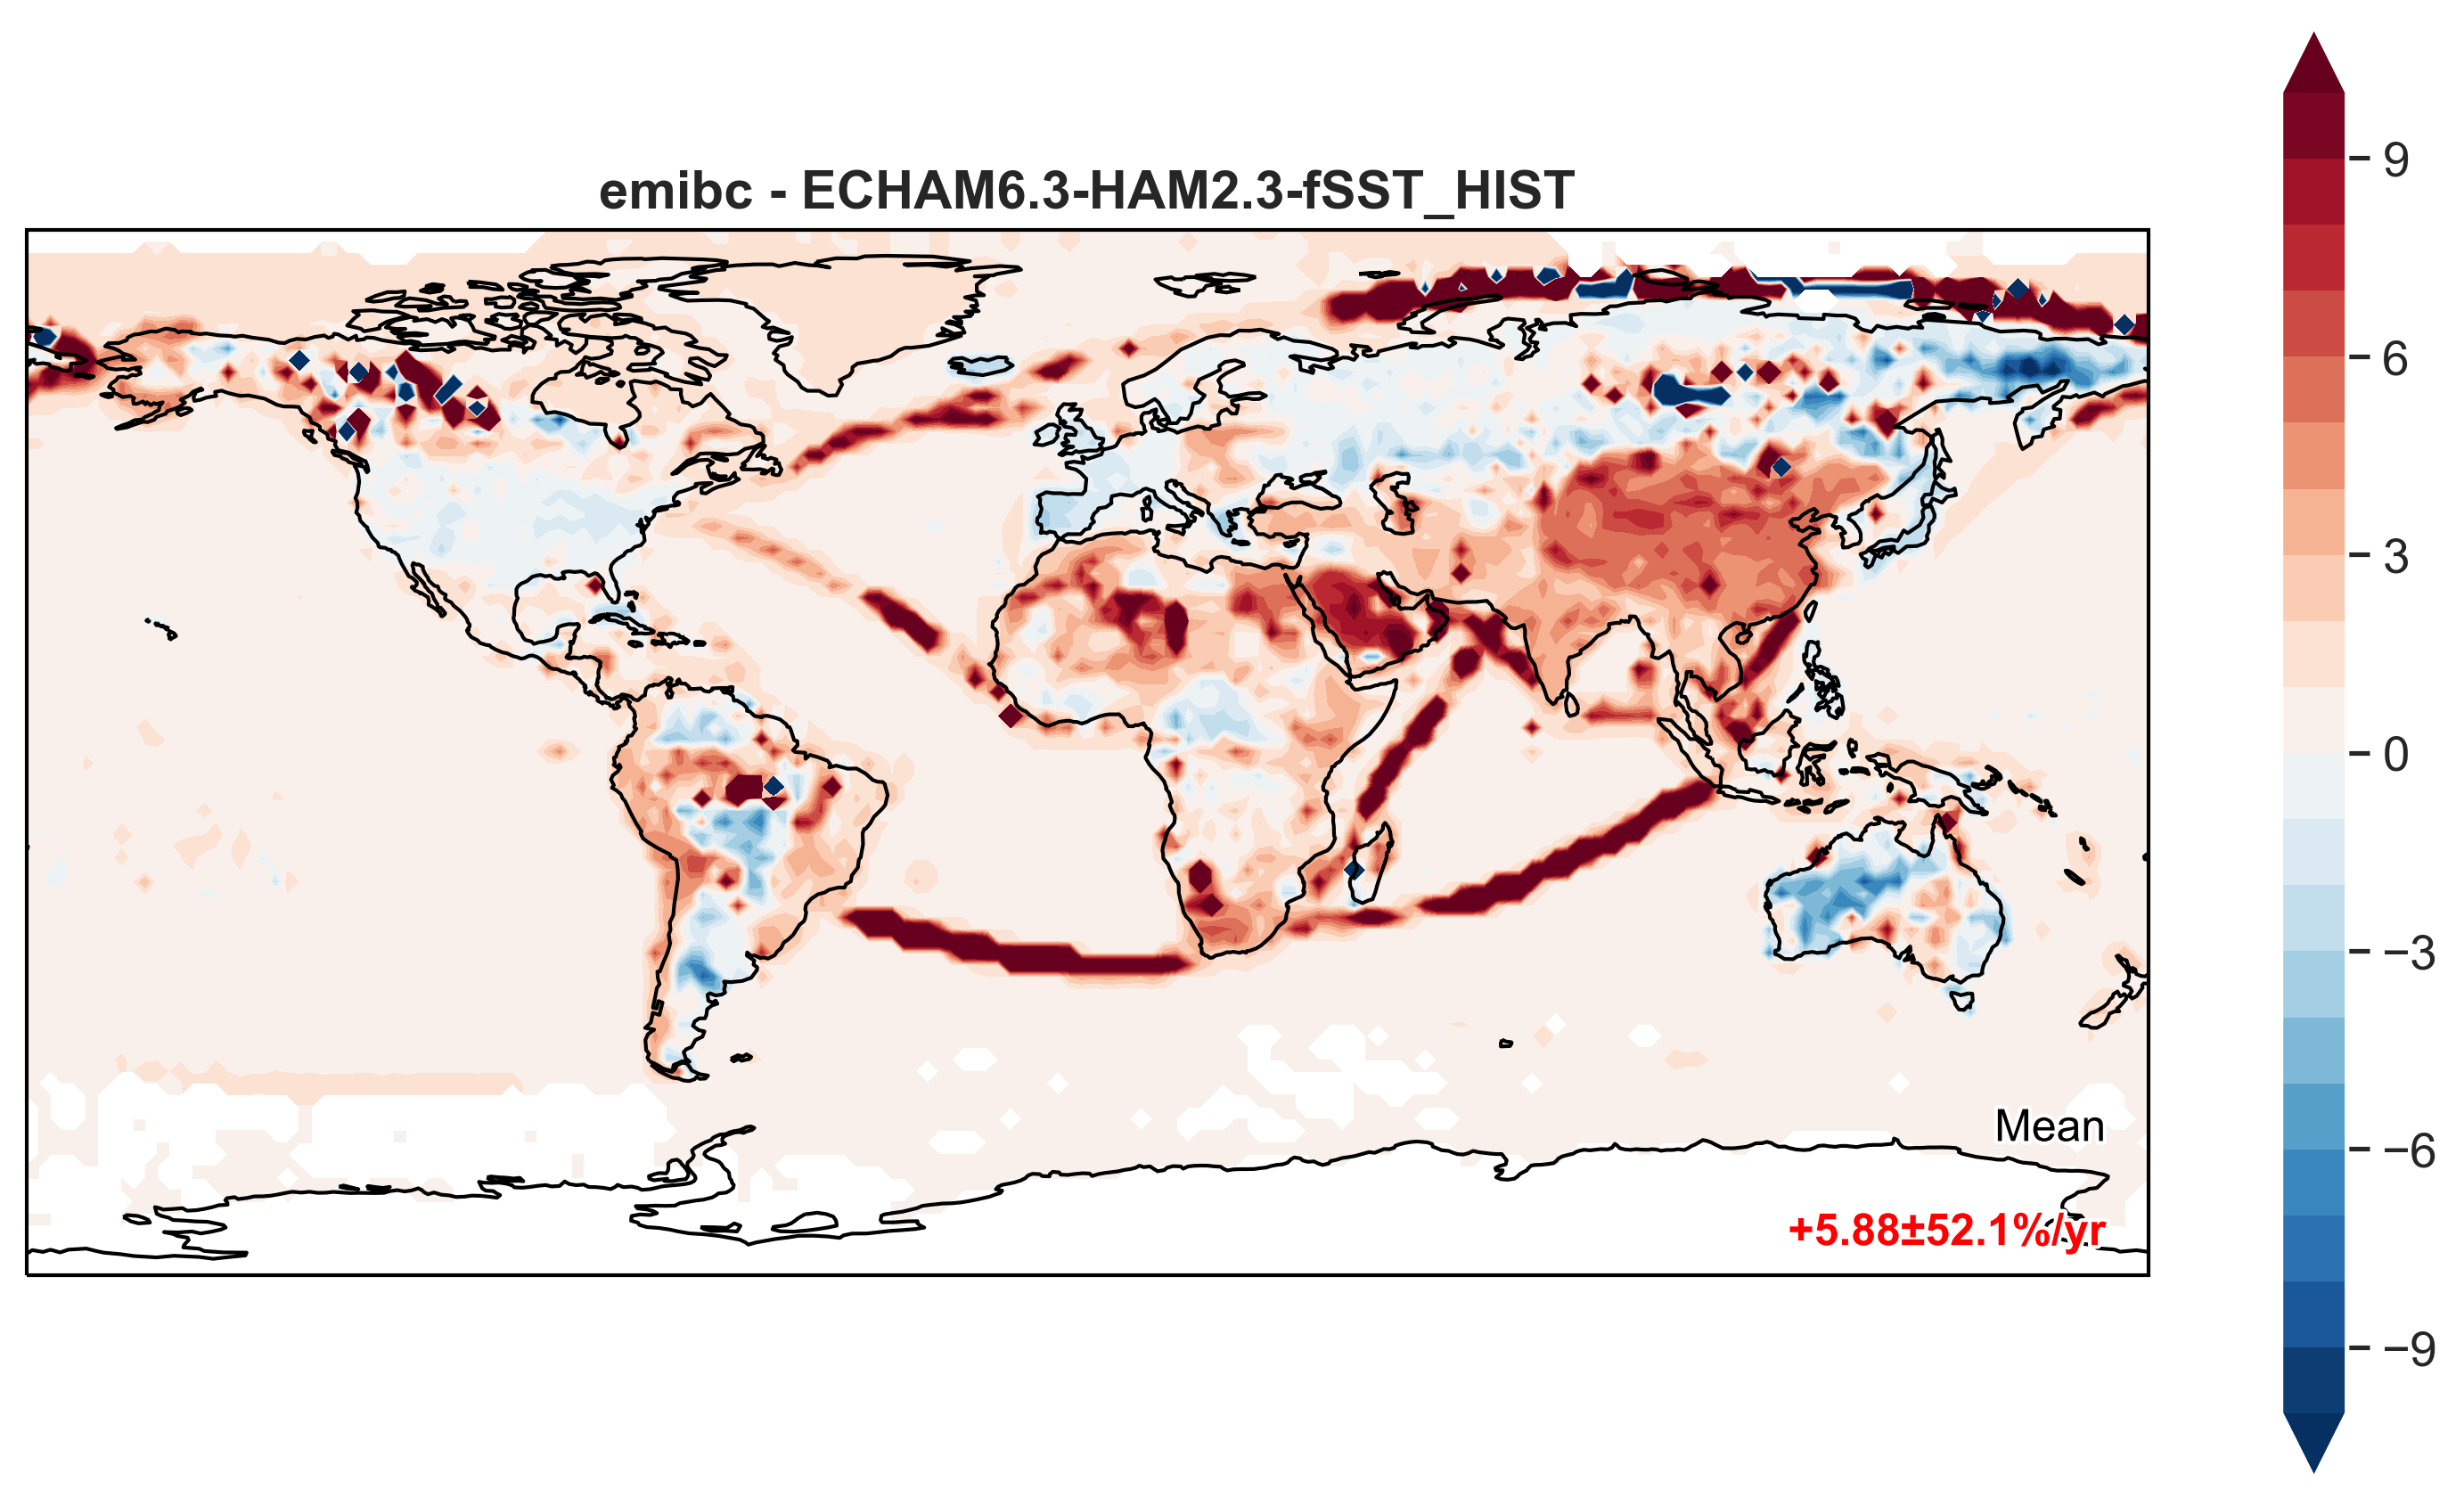 emibc - ECHAM6.3-HAM2.3-fSST_HIST
9
6
3
0
−3
−6
−9
Mean
+5.88±52.1%/yr